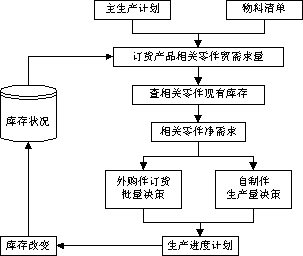 主生产计划
物料清单
订货产品相关零件贸需求量
查相关零件现有库存
库存状况
相关零件净需求
外购件订货
批量决策
自制件
生产量决策
库存改变
生产进度计划